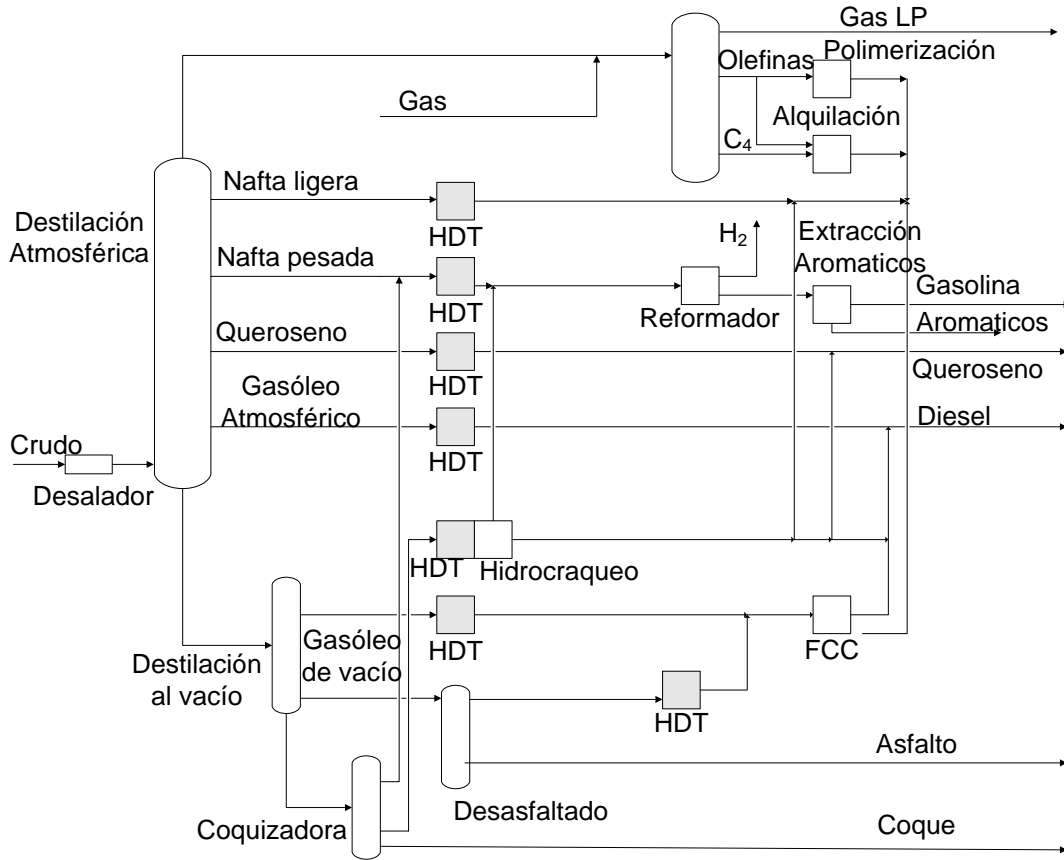 Gas LP
Olefinas
Polimerización
Gas
Alquilación
C₄
Nafta ligera
Destilación
Atmosférica
HDT
H₂
Extracción
Aromaticos
Nafta pesada
HDT
Reformador
Gasolina
Aromaticos
Queroseno
HDT
Queroseno
Gasóleo
Atmosférico
HDT
Diesel
Crudo
Desalador
HDT
Hidrocraqueo
Gasóleo
de vacío
HDT
FCC
Destilación
al vacío
HDT
Asfalto
Desasfaltado
Coquizadora
Coque